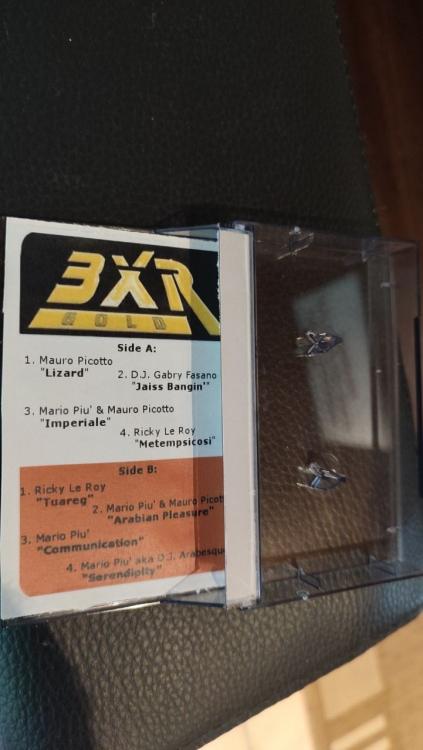 BXR
GOLD
Side A:
1. Mauro Picotto
"Lizard"
2. D.J. Gabry Fasano
"Jaiss Bangin'"
3. Mario Piu' & Mauro Picotto
"Imperiale"
4. Ricky Le Roy
"Metempsicosi"
Side B:
1. Ricky Le Roy
"Tuareg"
2. Mario Piu' & Mauro Picott
"Arabian Pleasure"
3. Mario Piu'
"Communication"
4. Mario Piu' aka D.J. Arabesque
"Serendipity"